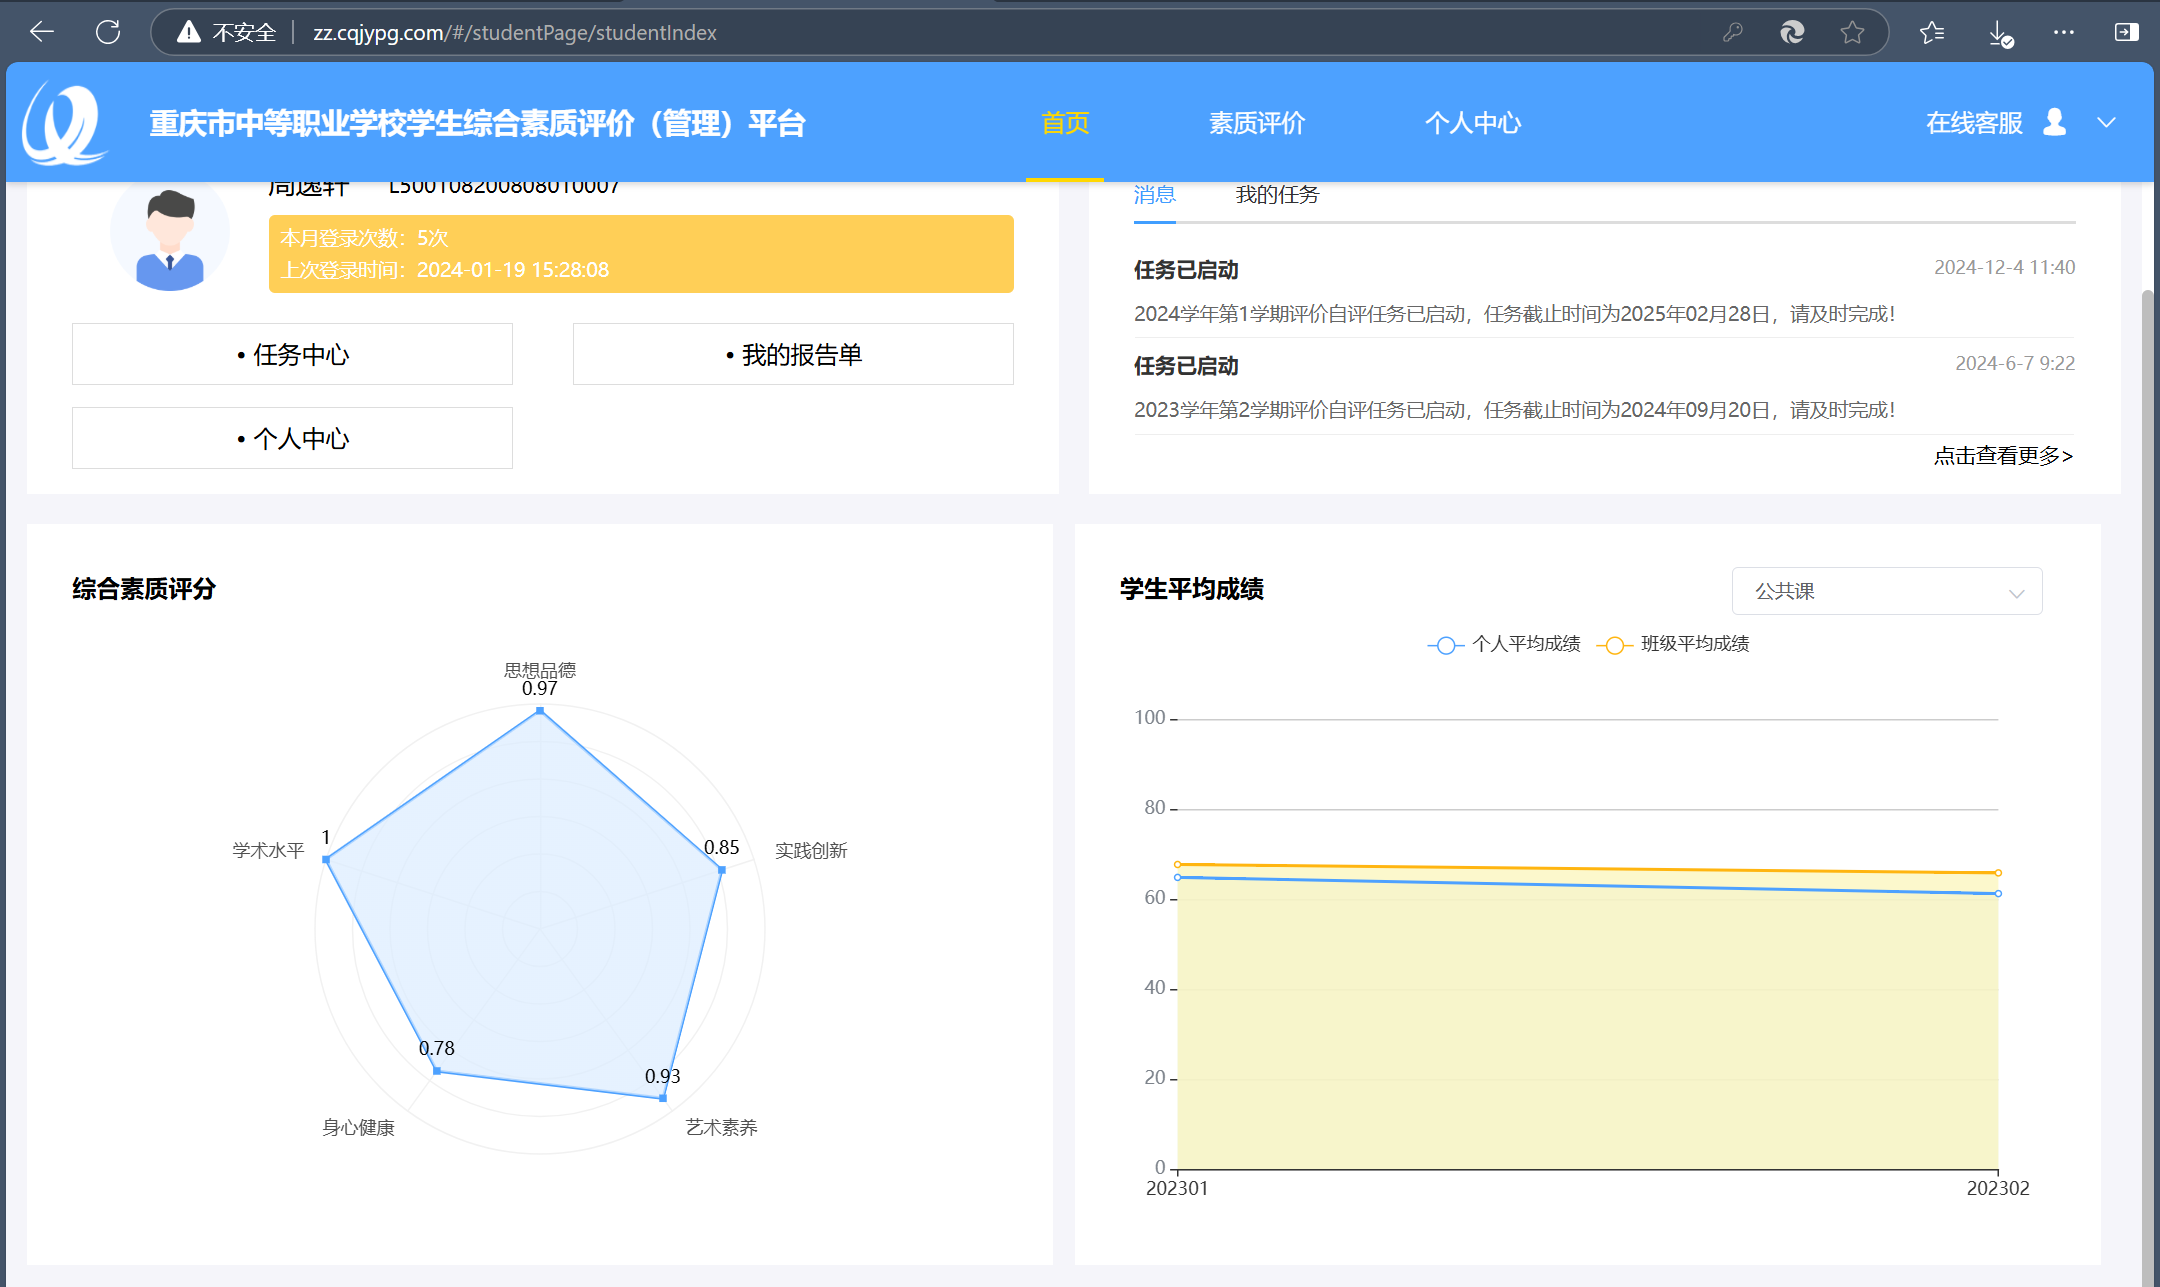 不安全 zz.cqjypg.com/#/studentPage/studentIndex
重庆市中等职业学校学生综合素质评价（管理）平台 首页 素质评价 个人中心 在线客服
周逸轩 L500108200808010007
本月登录次数：5次
上次登录时间：2024-01-19 15:28:08
• 任务中心 • 我的报告单
• 个人中心
消息 我的任务
任务已启动 2024-12-4 11:40
2024学年第1学期评价自评任务已启动，任务截止时间为2025年02月28日，请及时完成！
任务已启动 2024-6-7 9:22
2023学年第2学期评价自评任务已启动，任务截止时间为2024年09月20日，请及时完成！
点击查看更多>
综合素质评分
思想品德
0.97
学术水平 1
0.85 实践创新
0.78
0.93
身心健康 艺术素养
学生平均成绩 公共课
个人平均成绩 班级平均成绩
100
80
60
40
20
0
202301 202302